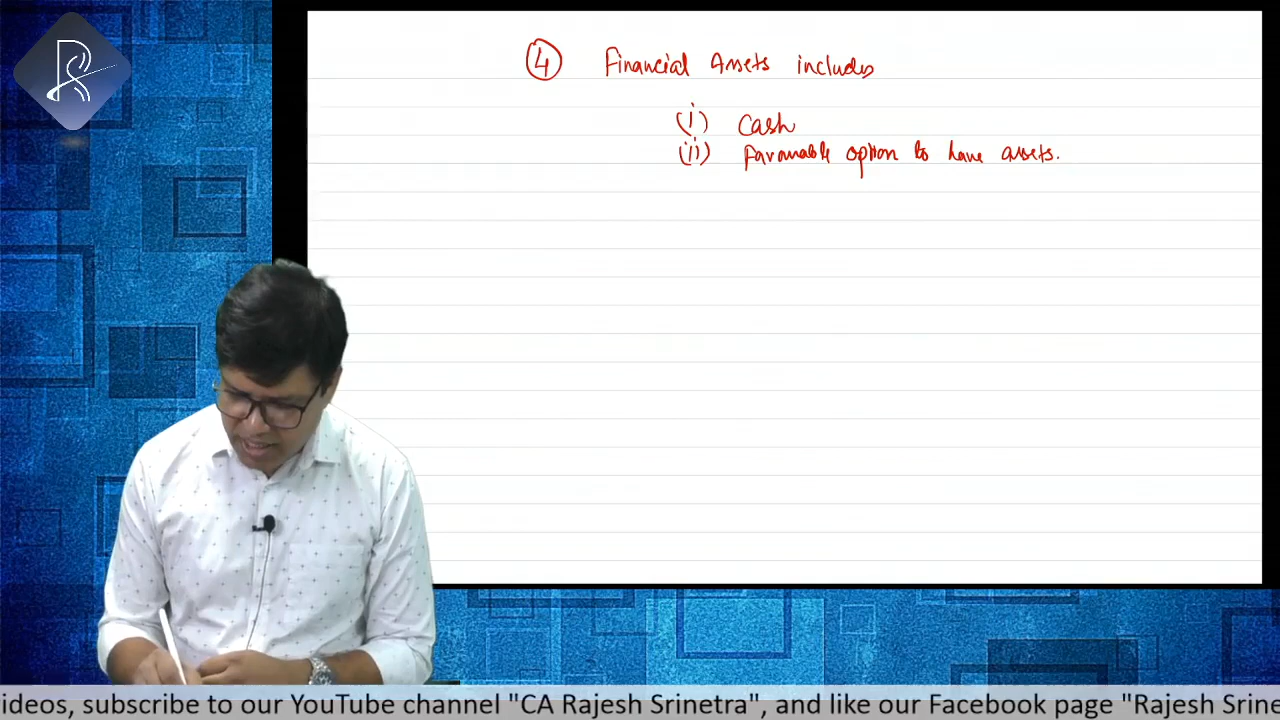 RS
④ Financial Assets includes
(i) Cash
(ii) favourable option to have assets.
ideos, subscribe to our YouTube channel "CA Rajesh Srinetra", and like our Facebook page "Rajesh Srine